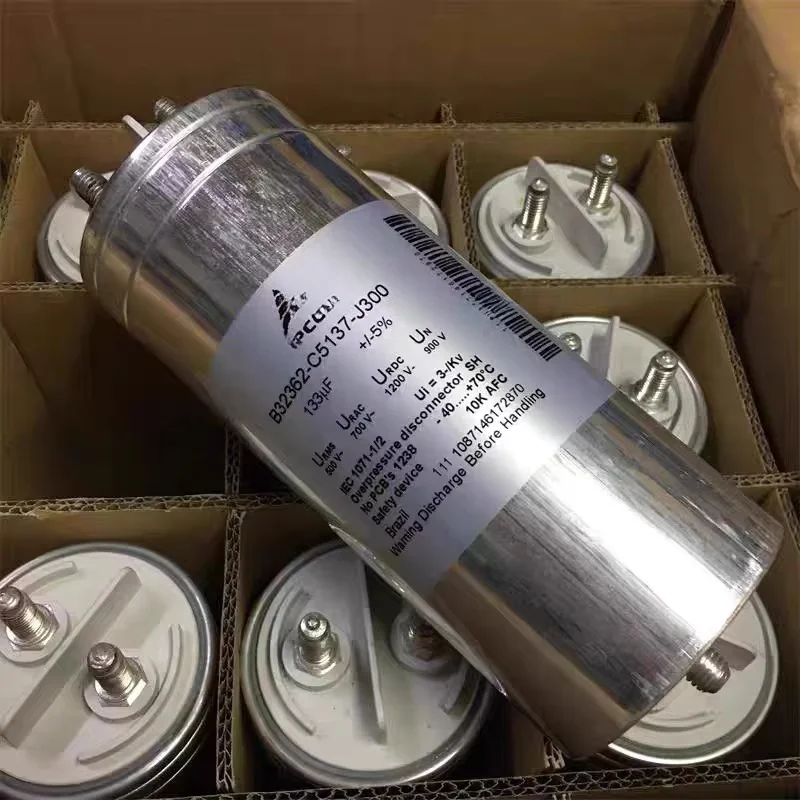 B32362-C5137-J300
133µF +/-5%
URMS URAC URDC UN
500 V~ 700 V~ 1200 V- 900 V
IEC 1071-1/2 Ui = 3-/Kv
Overpressure disconnector SH
No PCB's 1238 - 40.....+70°C
Safety device 10K AFC
Brazil 111 1087146172870
Warning Discharge Before Handling